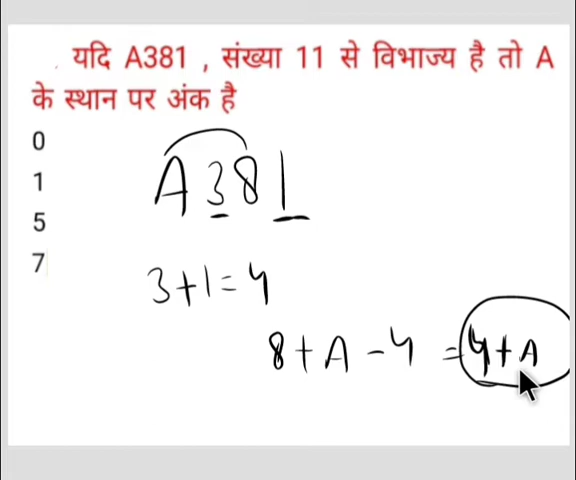 यदि A381 , संख्या 11 से विभाज्य है तो A
के स्थान पर अंक है
0
1
5
7
A381
3+1=4
8+A-4 =4+A